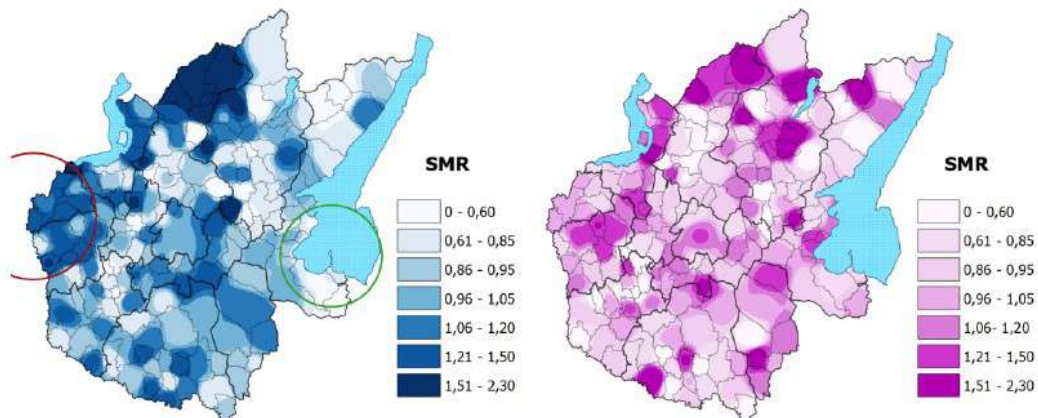 SMR
0 - 0,60
0,61 - 0,85
0,86 - 0,95
0,96 - 1,05
1,06 - 1,20
1,21 - 1,50
1,51 - 2,30
SMR
0 - 0,60
0,61 - 0,85
0,86 - 0,95
0,96 - 1,05
1,06- 1,20
1,21 - 1,50
1,51 - 2,30